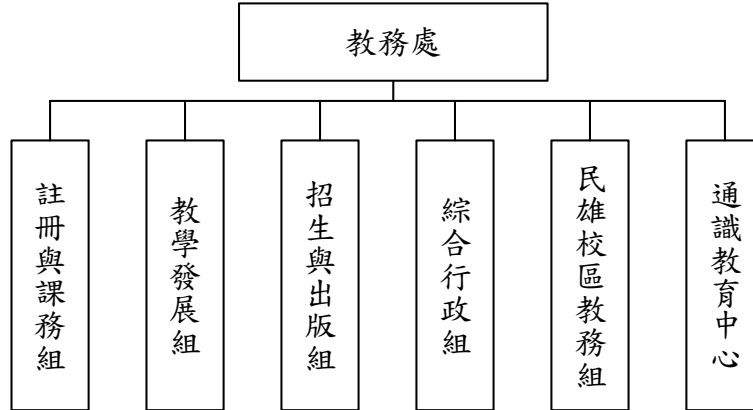 教務處
註冊與課務組
教學發展組
招生與出版組
綜合行政組
民雄校區教務組
通識教育中心